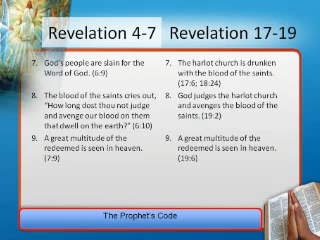 Revelation 4-7 Revelation 17-19
7. God's people are slain for the
Word of God. (6:9)
8. The blood of the saints cries out,
"How long dost thou not judge
and avenge our blood on them
that dwell on the earth?" (6:10)
9. A great multitude of the
redeemed is seen in heaven.
(7:9)
7. The harlot church is drunken
with the blood of the saints.
(17:6; 18:24)
8. God judges the harlot church
and avenges the blood of the
saints. (19:2)
9. A great multitude of the
redeemed is seen in heaven.
(19:6)
The Prophet's Code